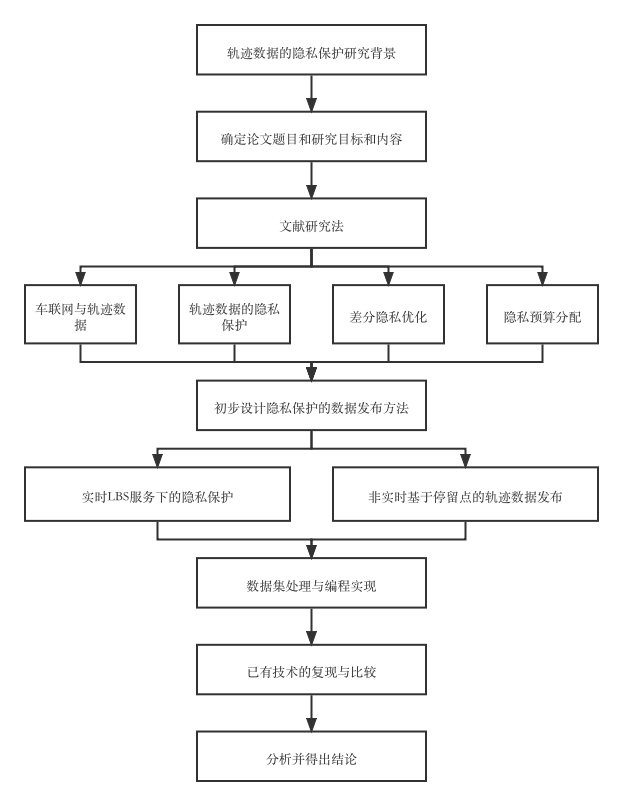 轨迹数据的隐私保护研究背景
确定论文题目和研究目标和内容
文献研究法
车联网与轨迹数
据
轨迹数据的隐私
保护
差分隐私优化
隐私预算分配
初步设计隐私保护的数据发布方法
实时LBS服务下的隐私保护
非实时基于停留点的轨迹数据发布
数据集处理与编程实现
已有技术的复现与比较
分析并得出结论